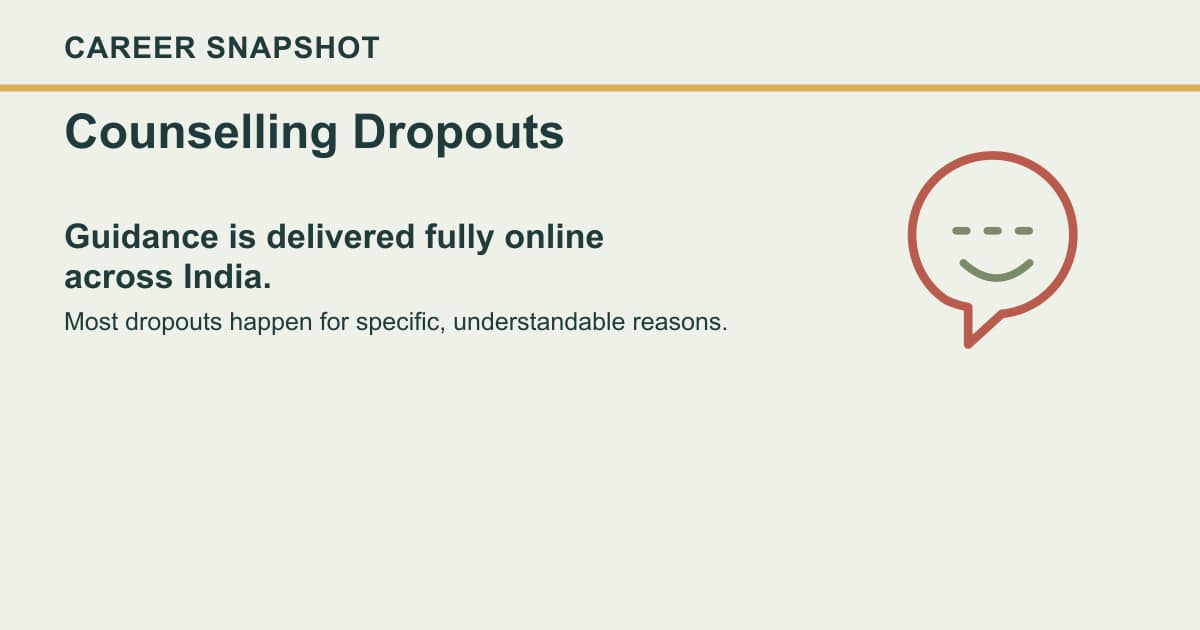 CAREER SNAPSHOT
Counselling Dropouts
Guidance is delivered fully online
across India.
Most dropouts happen for specific, understandable reasons.